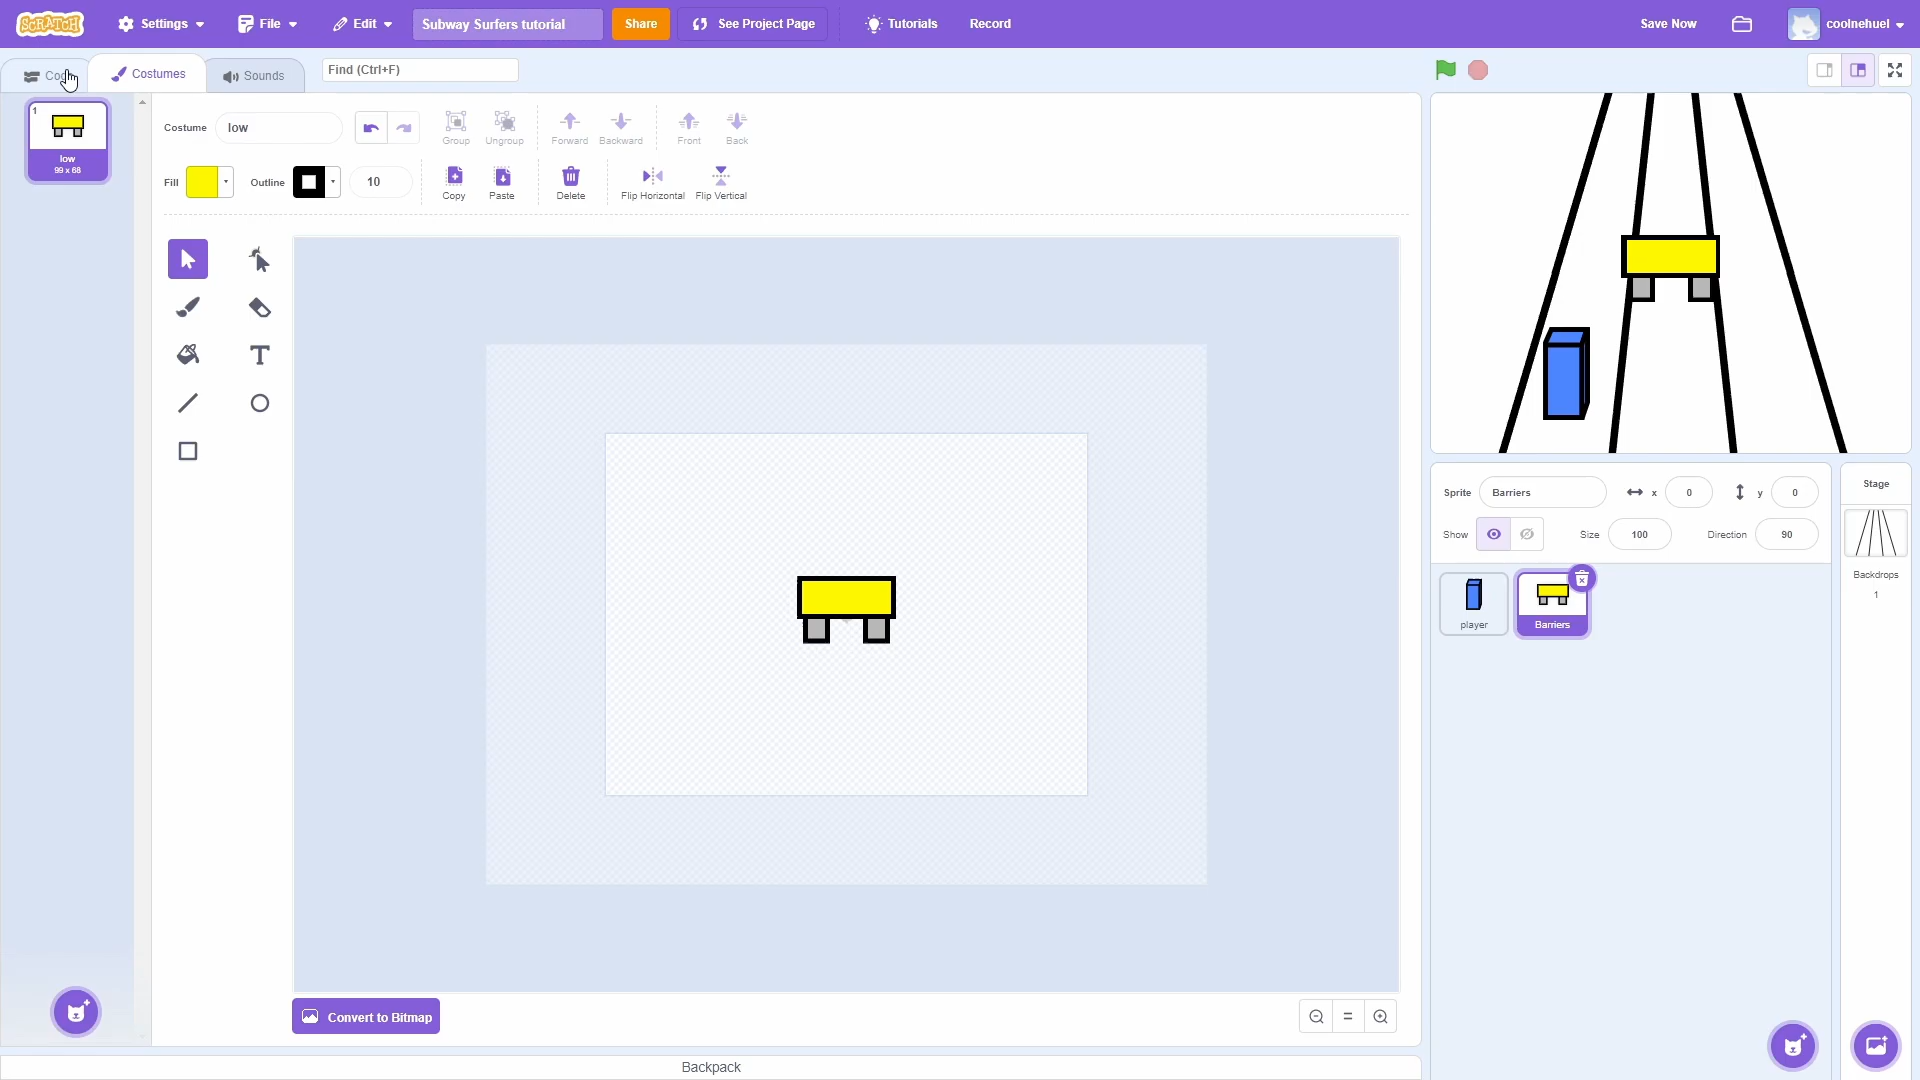 SCRATCH Settings File Edit Subway Surfers tutorial Share See Project Page Tutorials Record Save Now coolnehuel
Costumes Sounds Find (Ctrl+F)
1
low
99 x 68
Costume low Group Ungroup Forward Backward Front Back
Fill Outline 10 Copy Paste Delete Flip Horizontal Flip Vertical
T
Convert to Bitmap
=
Backpack
Sprite Barriers x 0 y 0
Show Size 100 Direction 90
player
Barriers
Stage
Backdrops
1